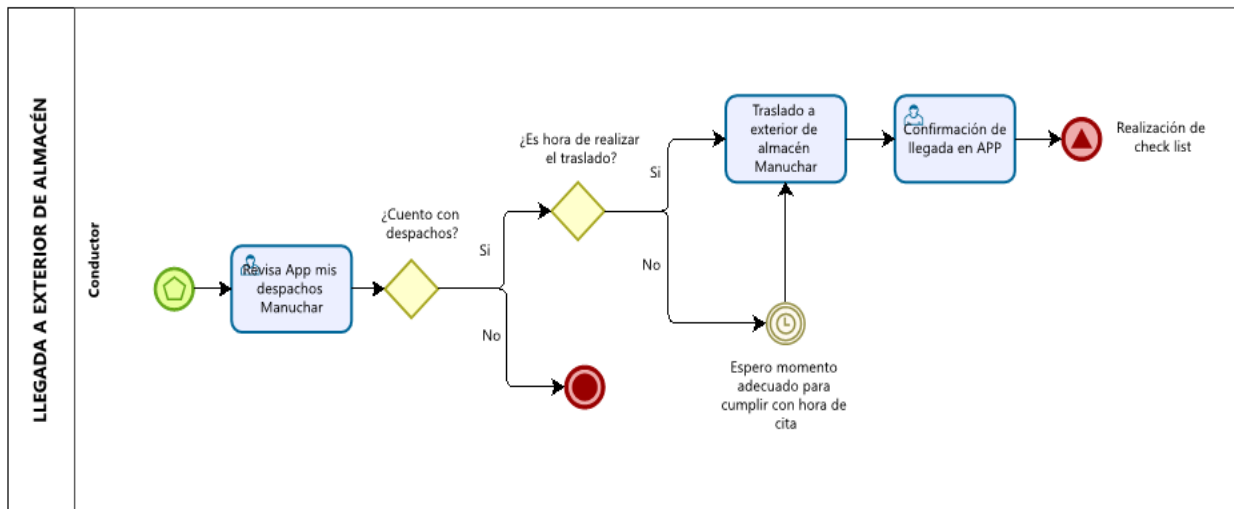 LLEGADA A EXTERIOR DE ALMACÉN
Conductor
Revisa App mis
despachos
Manuchar
¿Cuento con
despachos?
Si
No
¿Es hora de realizar
el traslado?
Si
No
Traslado a
exterior de
almacén
Manuchar
Espero momento
adecuado para
cumplir con hora de
cita
Confirmación de
llegada en APP
Realización de
check list